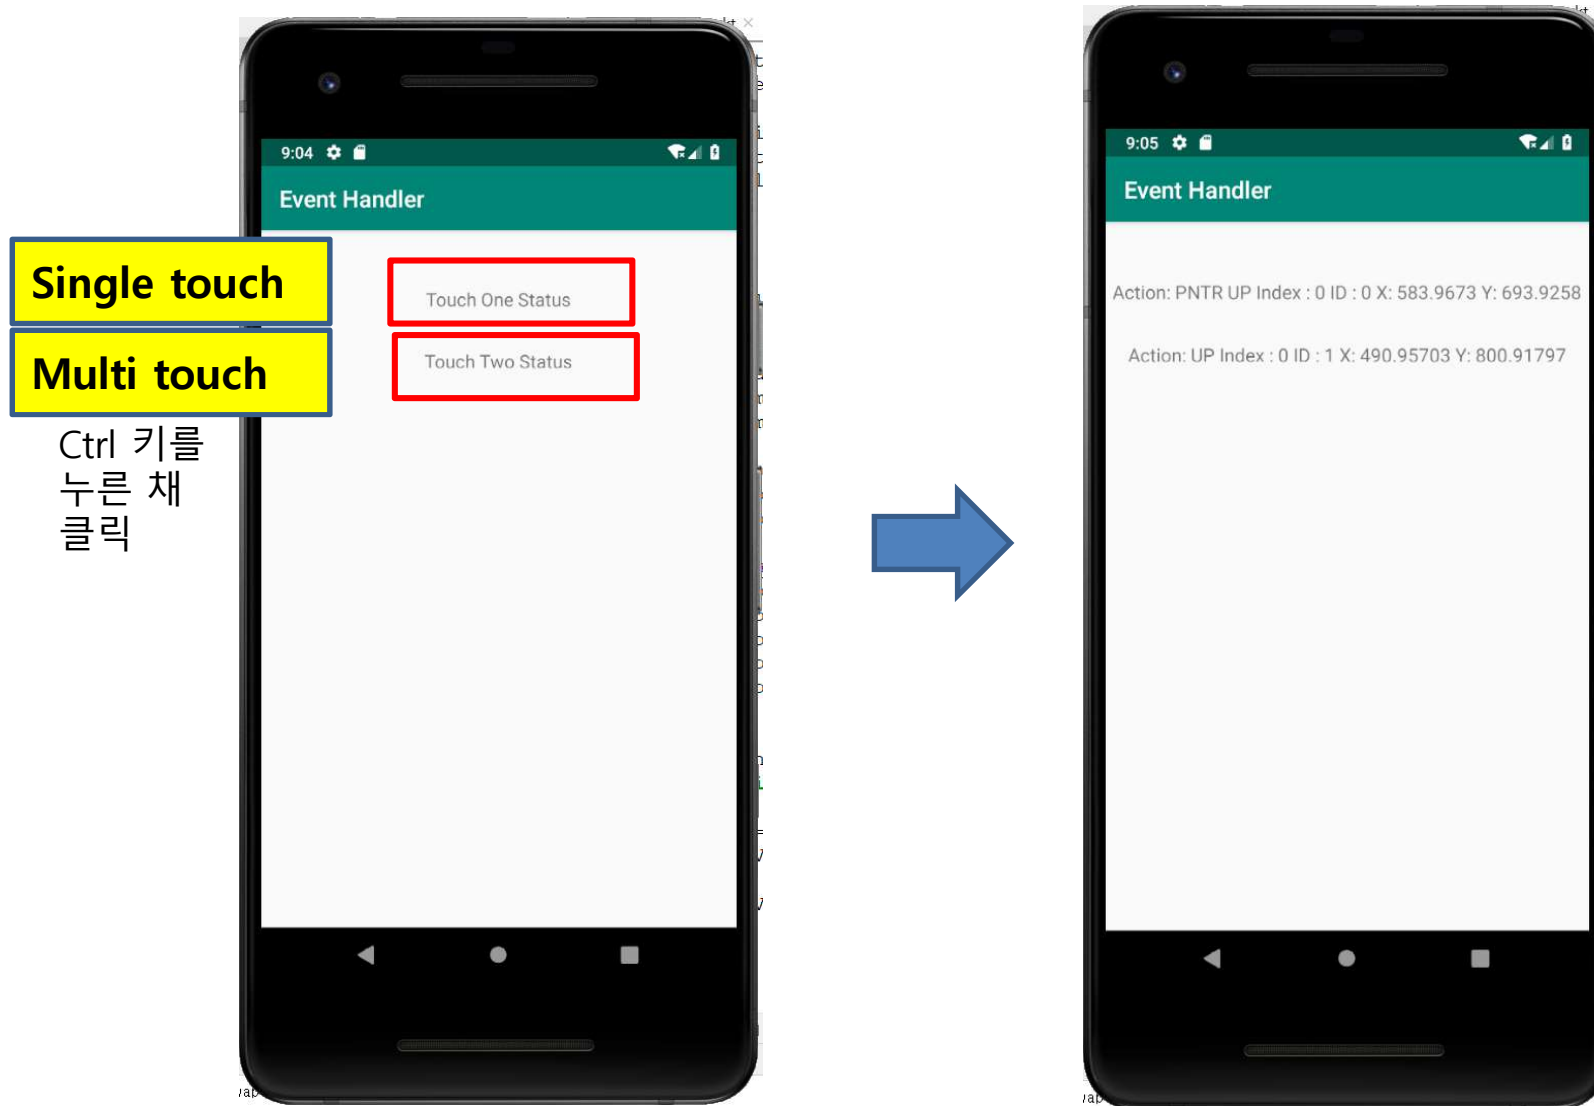 9:04
Event Handler
Single touch
Touch One Status
Multi touch
Touch Two Status
Ctrl 키를
누른 채
클릭
9:05
Event Handler
Action: PNTR UP Index : 0 ID : 0 X: 583.9673 Y: 693.9258
Action: UP Index : 0 ID : 1 X: 490.95703 Y: 800.91797